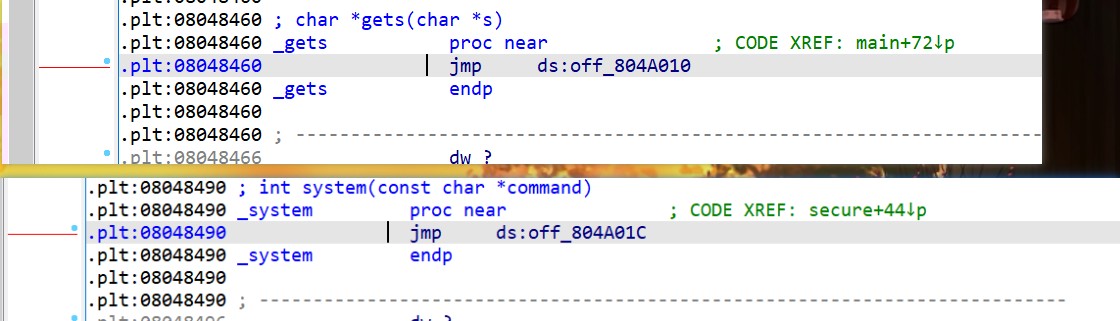 .plt:08048460 ; char *gets(char *s)
.plt:08048460 _gets proc near ; CODE XREF: main+72↓p
.plt:08048460 jmp ds:off_804A010
.plt:08048460 _gets endp
.plt:08048460
.plt:08048460 ; ---------------------------------------------------------------------------
.plt:08048466 dw ?
.plt:08048490 ; int system(const char *command)
.plt:08048490 _system proc near ; CODE XREF: secure+44↓p
.plt:08048490 jmp ds:off_804A01C
.plt:08048490 _system endp
.plt:08048490
.plt:08048490 ; ---------------------------------------------------------------------------